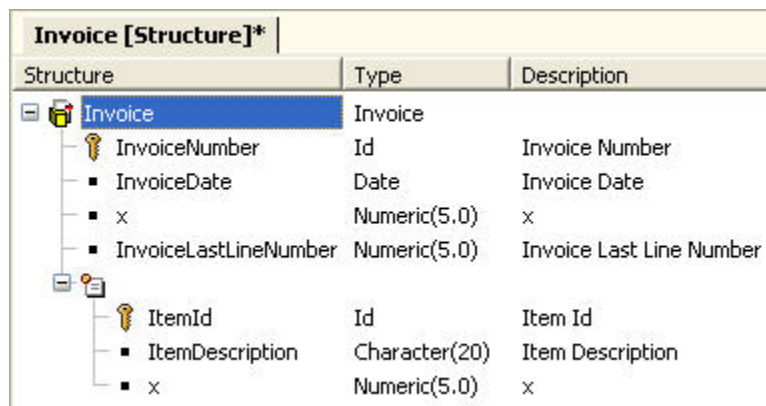 Invoice [Structure]*
Structure Type Description
Invoice Invoice
InvoiceNumber Id Invoice Number
InvoiceDate Date Invoice Date
x Numeric(5.0) x
InvoiceLastLineNumber Numeric(5.0) Invoice Last Line Number
ItemId Id Item Id
ItemDescription Character(20) Item Description
x Numeric(5.0) x